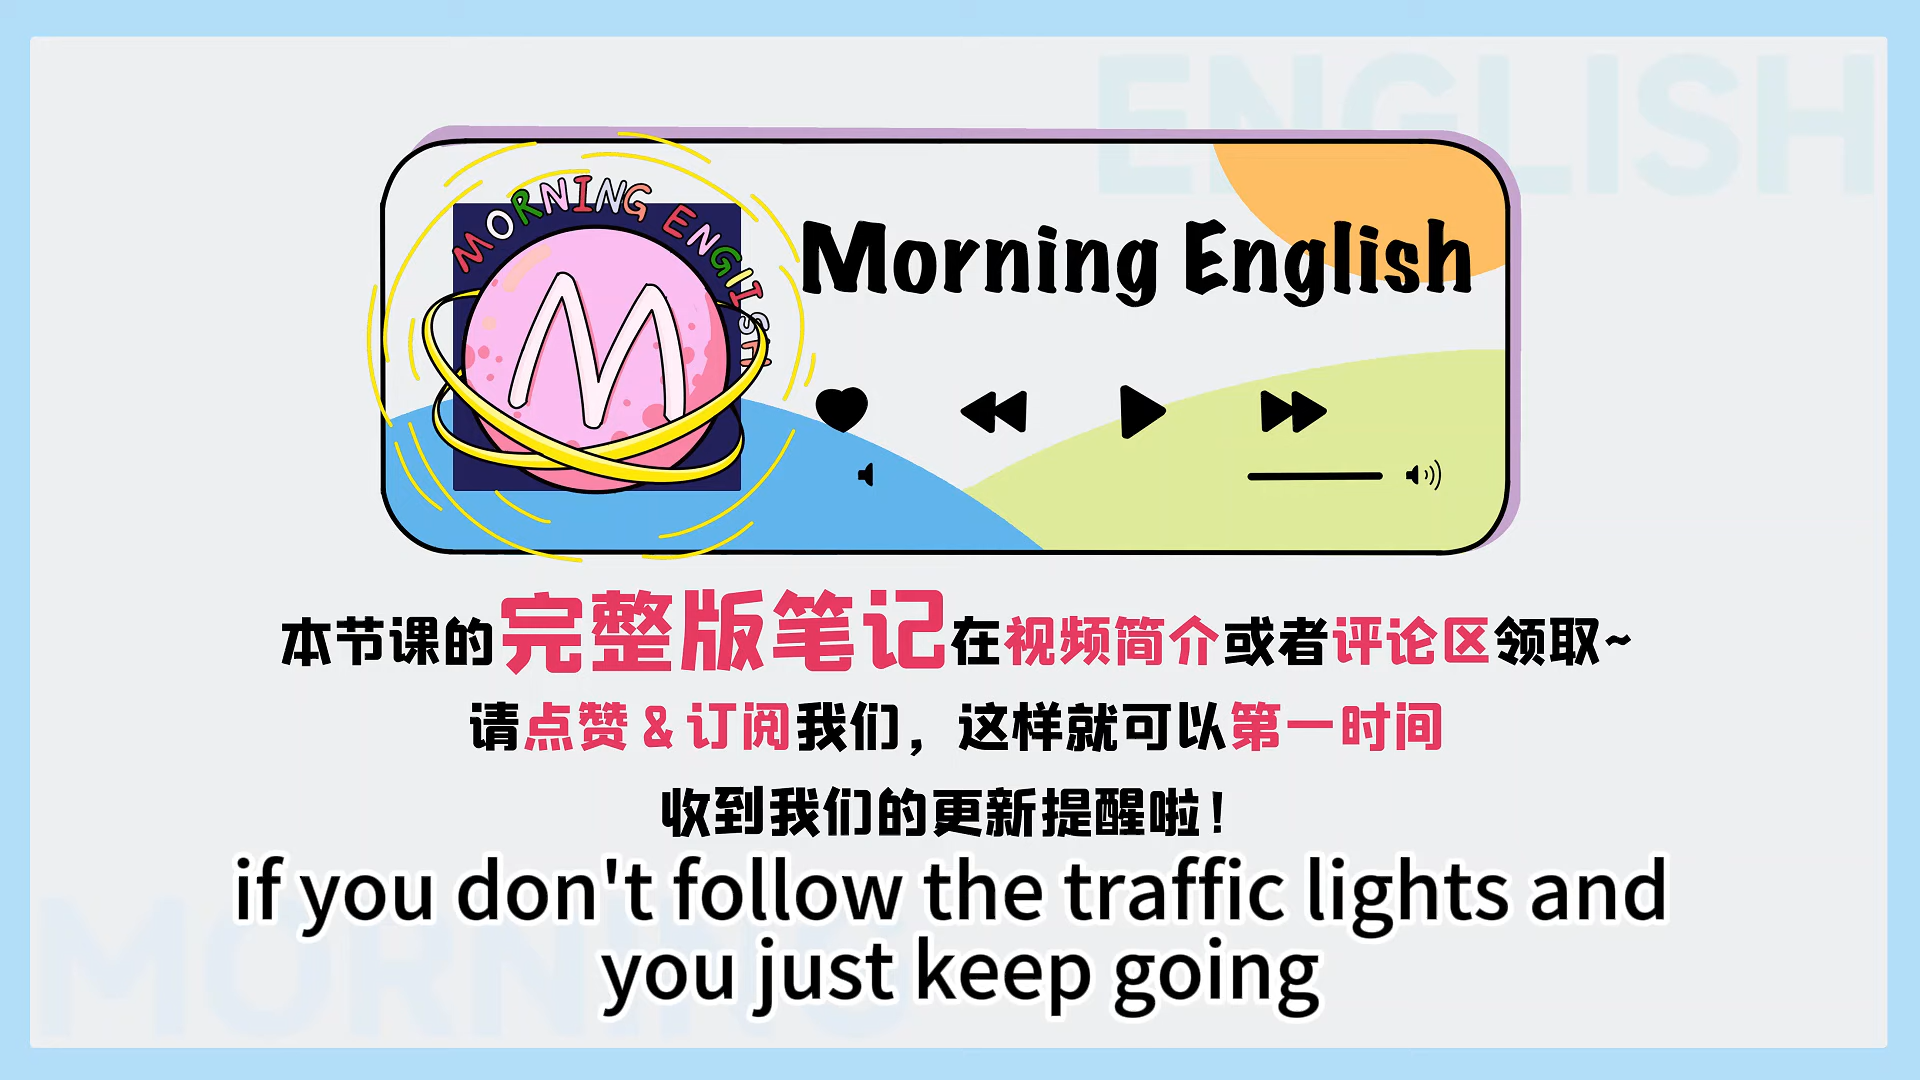 ENGLISH
MORNING ENGLISH
M
Morning English
本节课的完整版笔记在视频简介或者评论区领取~
请点赞&订阅我们，这样就可以第一时间
收到我们的更新提醒啦！
if you don't follow the traffic lights and
you just keep going
MORNING